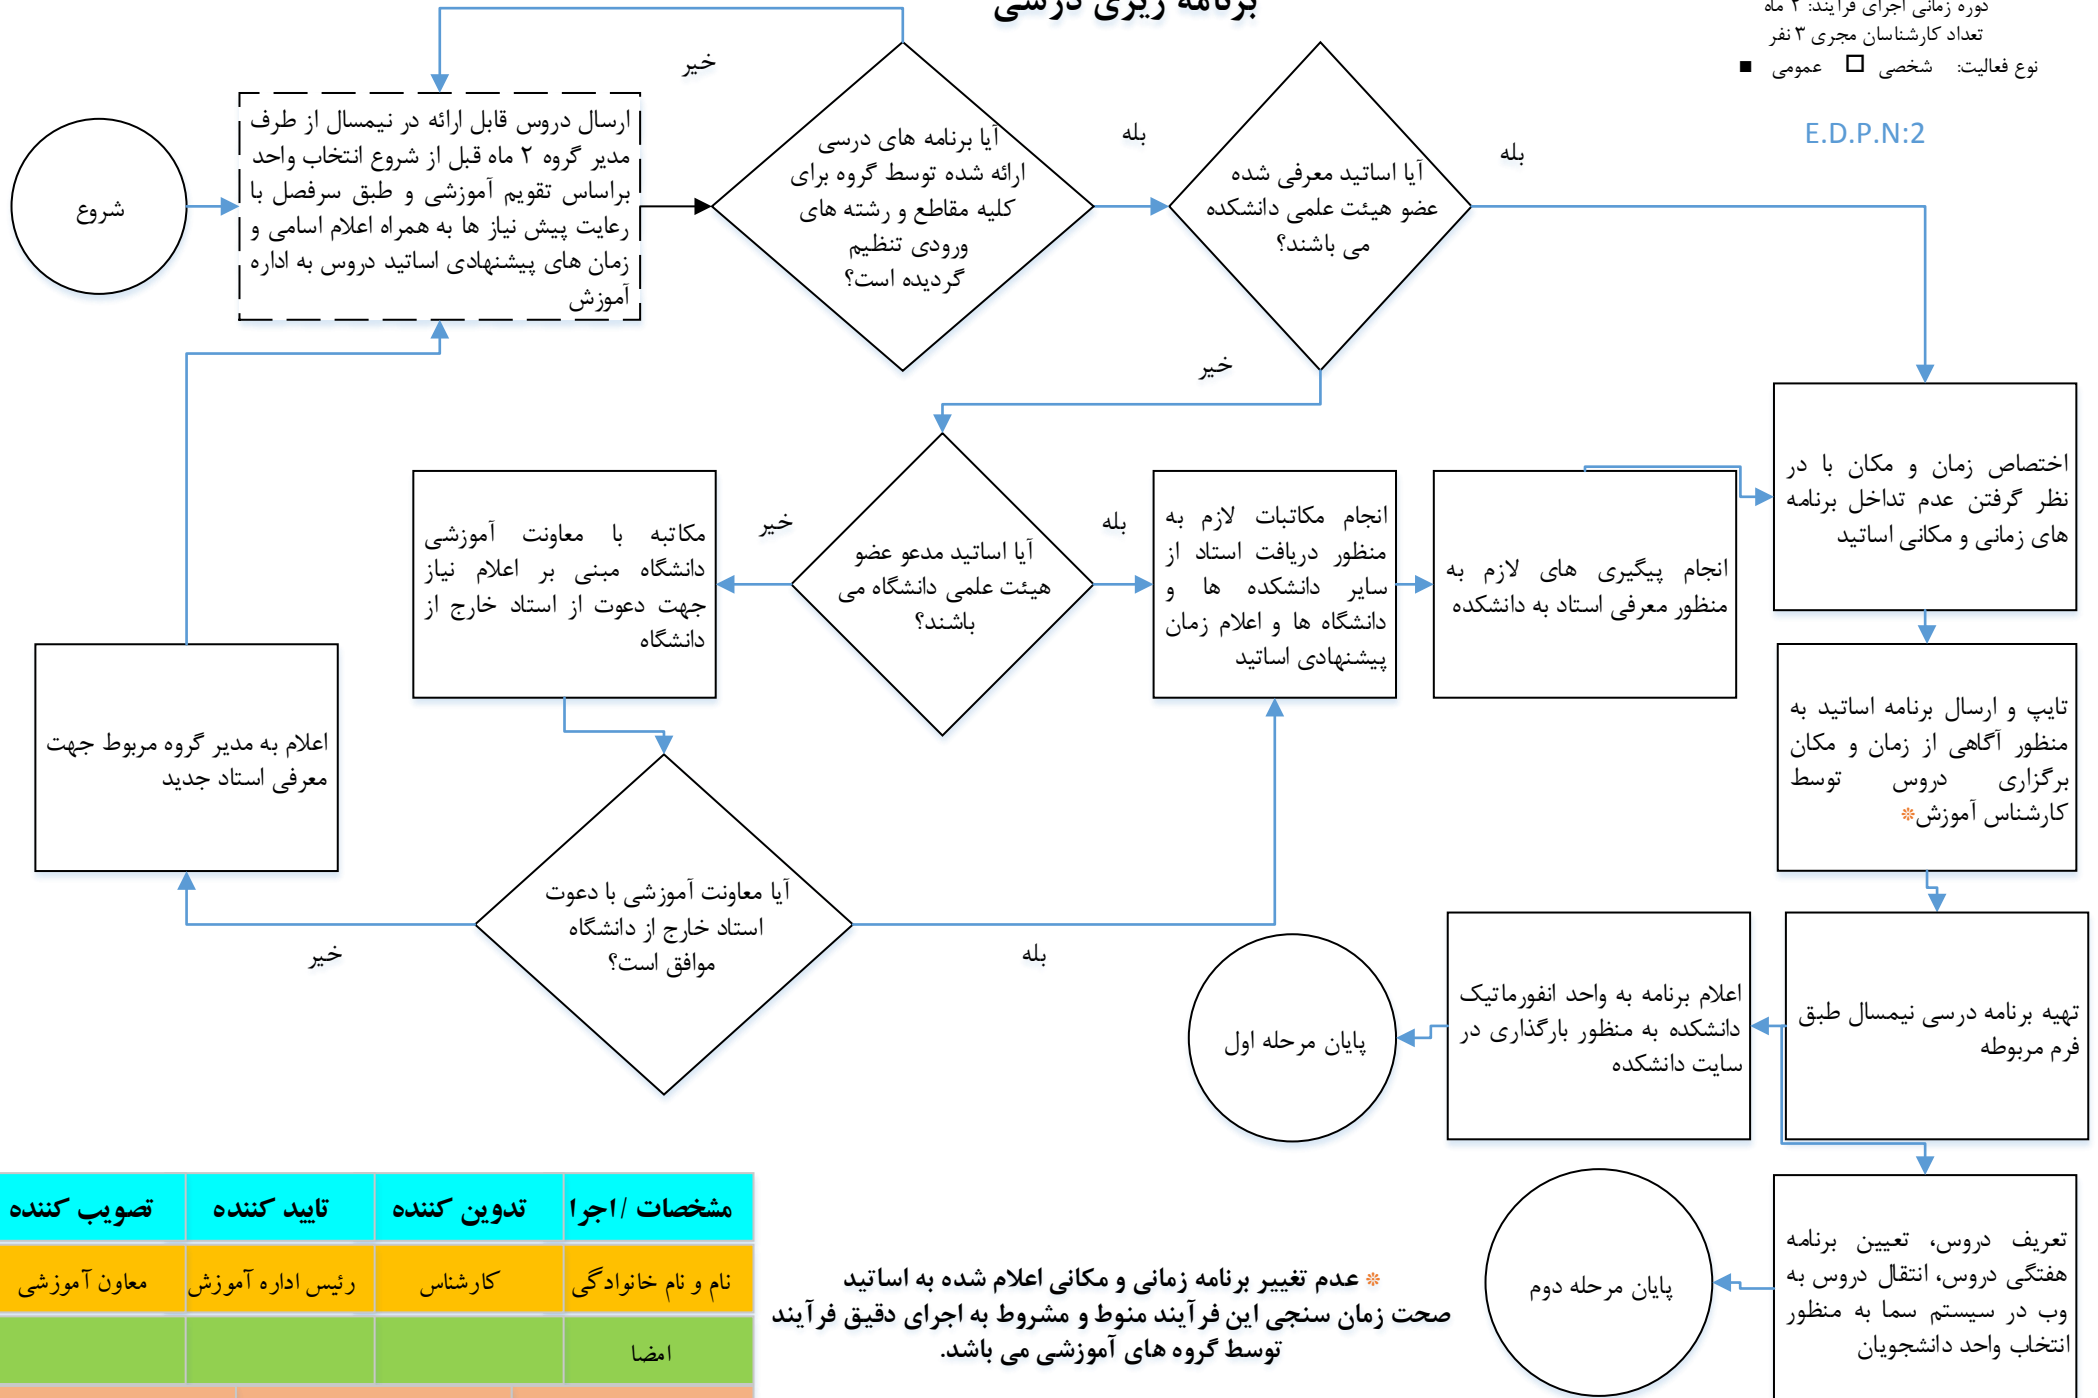 برنامه ریزی درسی
دوره زمانی اجرای فرآیند: ۲ ماه
تعداد کارشناسان مجری ۳ نفر
نوع فعالیت: شخصی □ عمومی ■
E.D.P.N:2
شروع
ارسال دروس قابل ارائه در نیمسال از طرف
مدیر گروه ۲ ماه قبل از شروع انتخاب واحد
براساس تقویم آموزشی و طبق سرفصل با
رعایت پیش نیاز ها به همراه اعلام اسامی و
زمان های پیشنهادی اساتید دروس به اداره
آموزش
خیر
آیا برنامه های درسی
ارائه شده توسط گروه برای
کلیه مقاطع و رشته های
ورودی تنظیم
گردیده است؟
بله
آیا اساتید معرفی شده
عضو هیئت علمی دانشکده
می باشند؟
بله
خیر
اختصاص زمان و مکان با در
نظر گرفتن عدم تداخل برنامه
های زمانی و مکانی اساتید
آیا اساتید مدعو عضو
هیئت علمی دانشگاه می
باشند؟
خیر
بله
مکاتبه با معاونت آموزشی
دانشگاه مبنی بر اعلام نیاز
جهت دعوت از استاد خارج از
دانشگاه
انجام مکاتبات لازم به
منظور دریافت استاد از
سایر دانشکده ها و
دانشگاه ها و اعلام زمان
پیشنهادی اساتید
انجام پیگیری های لازم به
منظور معرفی استاد به دانشکده
تایپ و ارسال برنامه اساتید به
منظور آگاهی از زمان و مکان
برگزاری دروس توسط
کارشناس آموزش❊
اعلام به مدیر گروه مربوط جهت
معرفی استاد جدید
آیا معاونت آموزشی با دعوت
استاد خارج از دانشگاه
موافق است؟
خیر
بله
تهیه برنامه درسی نیمسال طبق
فرم مربوطه
اعلام برنامه به واحد انفورماتیک
دانشکده به منظور بارگذاری در
سایت دانشکده
پایان مرحله اول
تعریف دروس، تعیین برنامه
هفتگی دروس، انتقال دروس به
وب در سیستم سما به منظور
انتخاب واحد دانشجویان
پایان مرحله دوم
❊ عدم تغییر برنامه زمانی و مکانی اعلام شده به اساتید
صحت زمان سنجی این فرآیند منوط و مشروط به اجرای دقیق فرآیند
توسط گروه های آموزشی می باشد.
مشخصات /اجرا تدوین کننده تایید کننده تصویب کننده
نام و نام خانوادگی کارشناس رئیس اداره آموزش معاون آموزشی
امضا